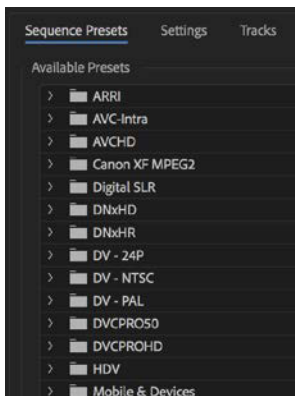 Sequence Presets Settings Tracks
Available Presets
ARRI
AVC-Intra
AVCHD
Canon XF MPEG2
Digital SLR
DNxHD
DNxHR
DV - 24P
DV - NTSC
DV - PAL
DVCPRO50
DVCPROHD
HDV
Mobile & Devices